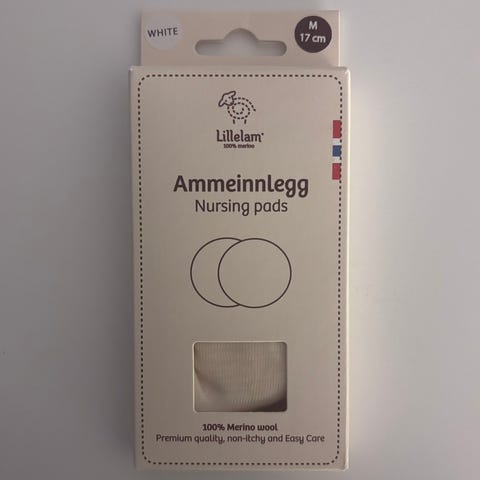 WHITE
M
17 cm
Lillelam®
100% merino
Ammeinnlegg
Nursing pads
100% Merino wool
Premium quality, non-itchy and Easy Care